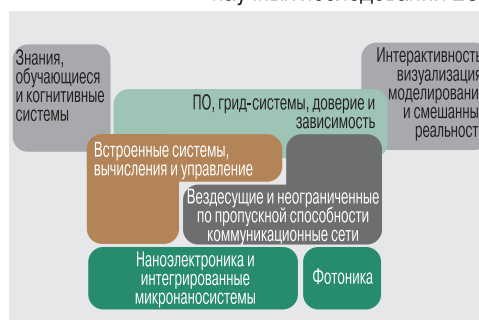 Знания,
обучающиеся
и когнитивные
системы
Интерактивность
визуализация
моделировани
и смешанны
реальност
ПО, грид-системы, доверие и
зависимость
Встроенные системы,
вычисления и управление
Вездесущие и неограниченные
по пропускной способности
коммуникационные сети
Наноэлектроника и
интегрированные
микронаносистемы
Фотоника